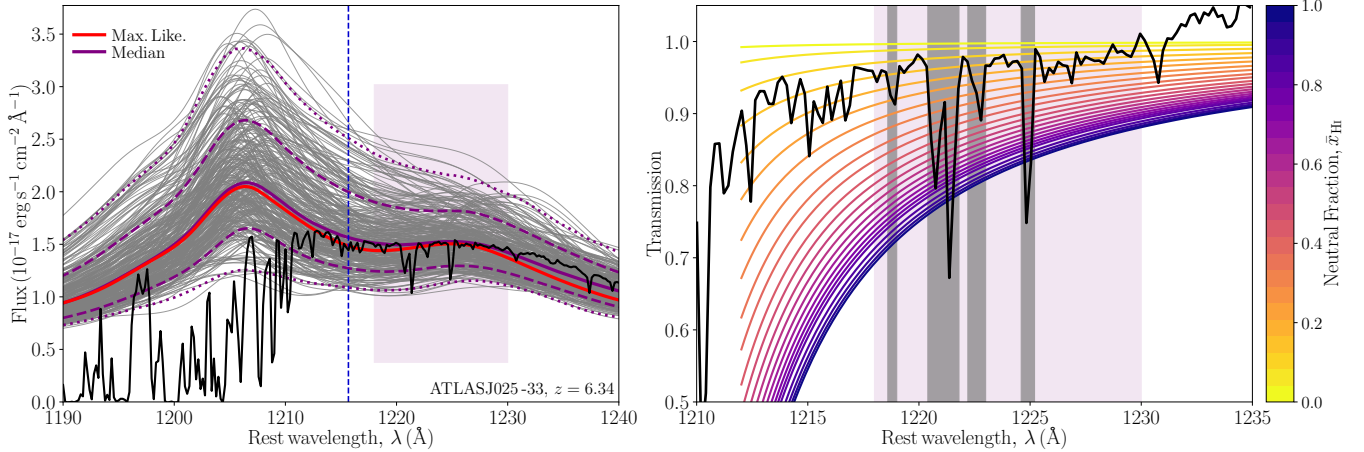 Max. Like.
Median
ATLASJ025-33, z = 6.34
Flux (10⁻¹⁷ erg s⁻¹ cm⁻² Å⁻¹)
3.5
3.0
2.5
2.0
1.5
1.0
0.5
0.0
1190 1200 1210 1220 1230 1240
Rest wavelength, λ (Å)
Transmission
1.0
0.9
0.8
0.7
0.6
0.5
1210 1215 1220 1225 1230 1235
Rest wavelength, λ (Å)
1.0
0.8
0.6
0.4
0.2
0.0
Neutral Fraction, x̄_HI